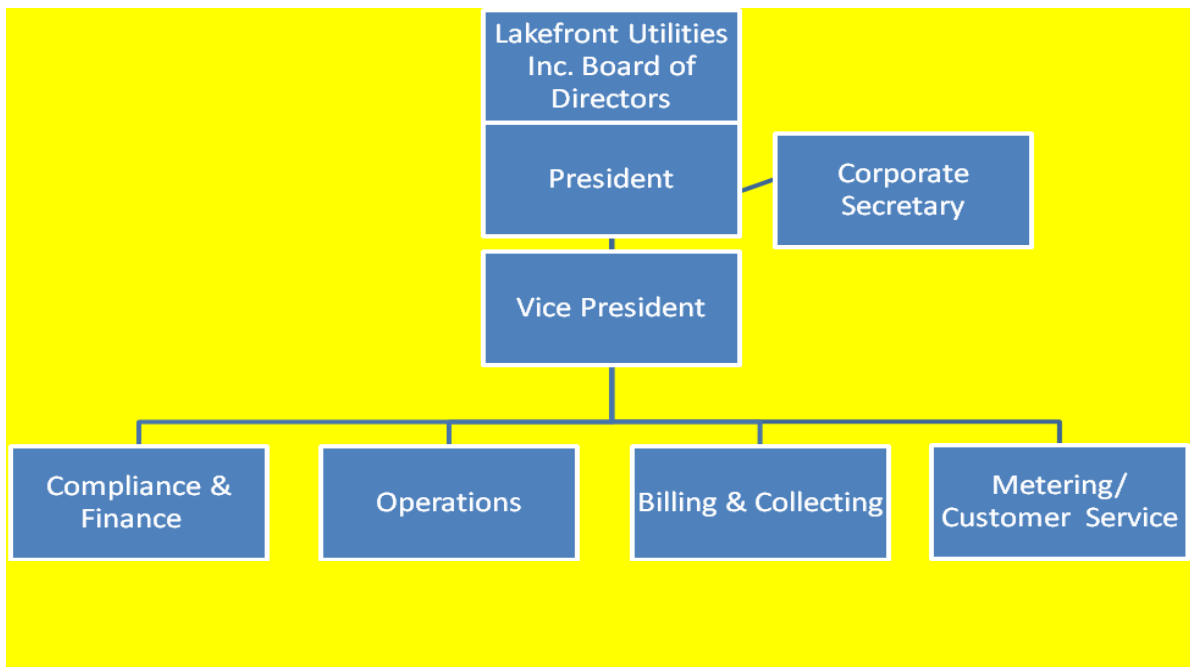 Lakefront Utilities
Inc. Board of
Directors
President
Corporate
Secretary
Vice President
Compliance &
Finance
Operations
Billing & Collecting
Metering/
Customer Service